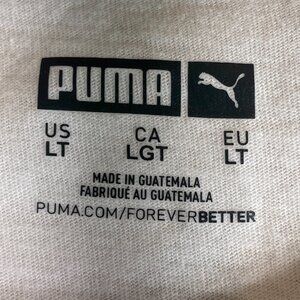 PUMA
US CA EU
LT LGT LT
MADE IN GUATEMALA
FABRIQUÉ AU GUATEMALA
PUMA.COM/FOREVERBETTER